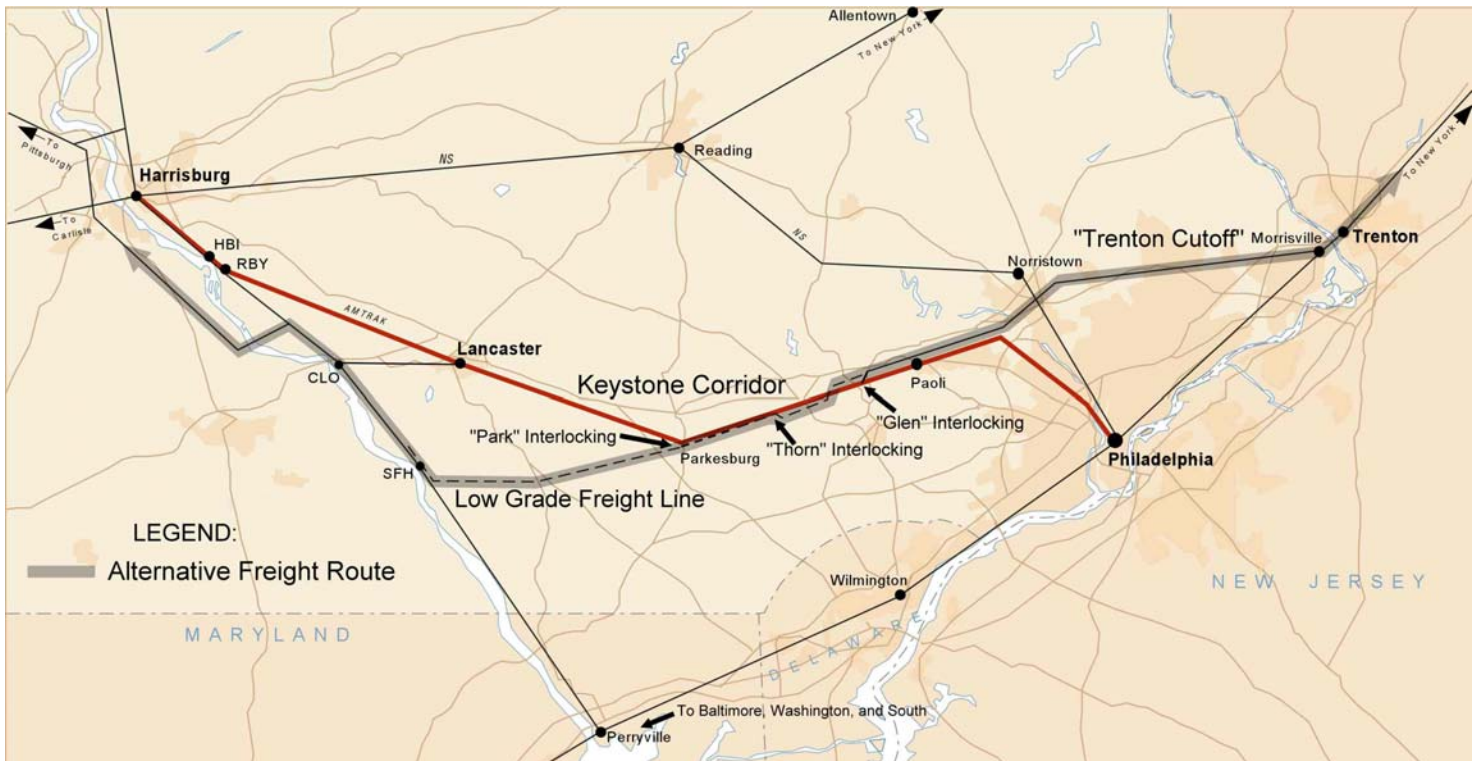 Allentown
To New York
To
Pittsburgh
Harrisburg
NS
Reading
To
Carlisle
HBI
RBY
AMTRAK
NS
Norristown
"Trenton Cutoff"
Morrisville
Trenton
To New York
Lancaster
CLO
Keystone Corridor
Paoli
"Glen" Interlocking
"Park" Interlocking
"Thorn" Interlocking
Parkesburg
Philadelphia
SFH
Low Grade Freight Line
LEGEND:
Alternative Freight Route
Wilmington
NEW JERSEY
MARYLAND
DELAWARE
To Baltimore, Washington, and South
Perryville